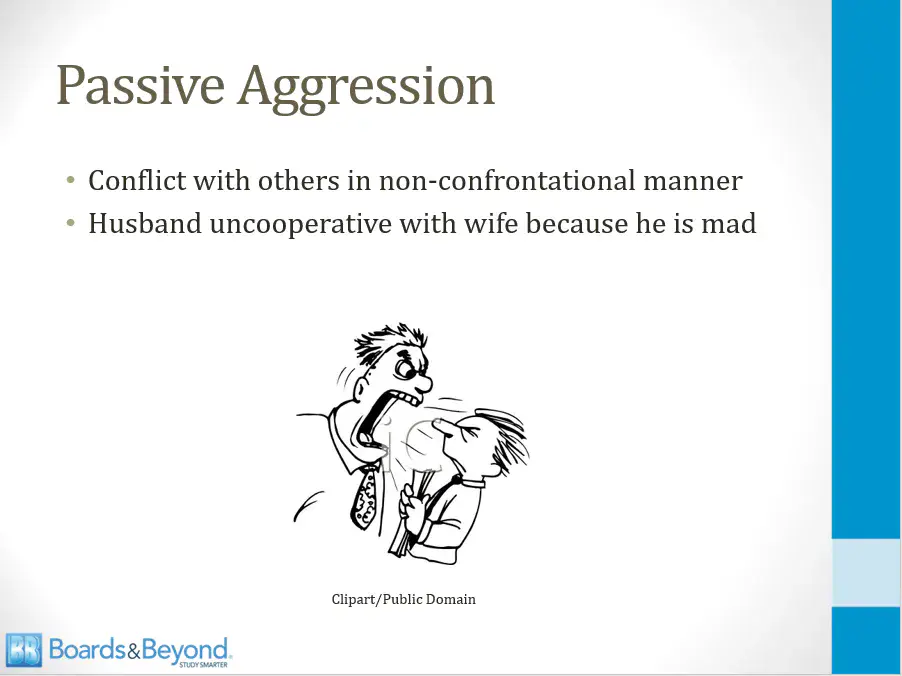 Passive Aggression
• Conflict with others in non-confrontational manner
• Husband uncooperative with wife because he is mad
Clipart/Public Domain
BB Boards&Beyond.
STUDY SMARTER